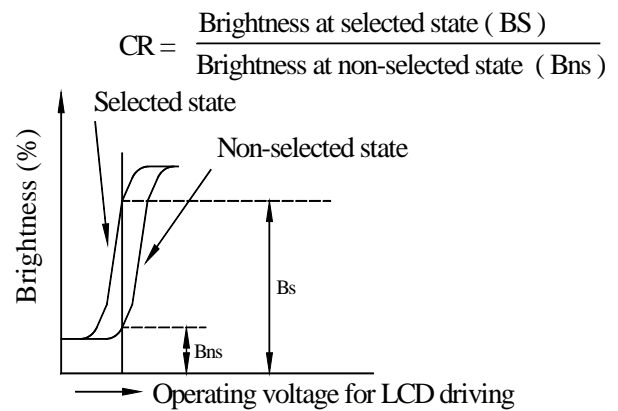 CR = Brightness at selected state ( BS )
Brightness at non-selected state ( Bns )
Selected state
Non-selected state
Brightness (%)
Bs
Bns
Operating voltage for LCD driving